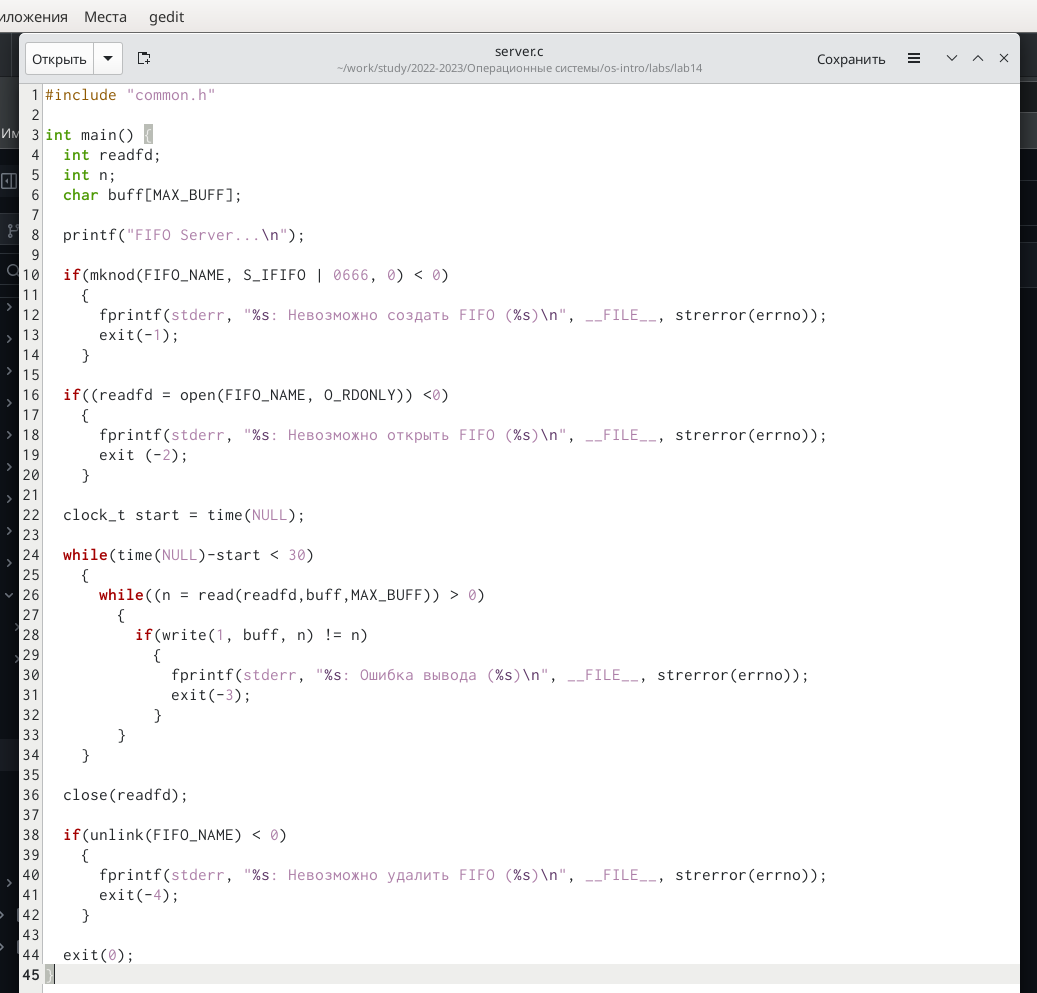 иложения Места gedit
Открыть server.c Сохранить
~/work/study/2022-2023/Операционные системы/os-intro/labs/lab14
Им
1 #include "common.h"
2
3 int main() {
4   int readfd;
5   int n;
6   char buff[MAX_BUFF];
7
8   printf("FIFO Server...\n");
9
10   if(mknod(FIFO_NAME, S_IFIFO | 0666, 0) < 0)
11     {
12       fprintf(stderr, "%s: Невозможно создать FIFO (%s)\n", __FILE__, strerror(errno));
13       exit(-1);
14     }
15
16   if((readfd = open(FIFO_NAME, O_RDONLY)) <0)
17     {
18       fprintf(stderr, "%s: Невозможно открыть FIFO (%s)\n", __FILE__, strerror(errno));
19       exit (-2);
20     }
21
22   clock_t start = time(NULL);
23
24   while(time(NULL)-start < 30)
25     {
26       while((n = read(readfd,buff,MAX_BUFF)) > 0)
27         {
28           if(write(1, buff, n) != n)
29             {
30               fprintf(stderr, "%s: Ошибка вывода (%s)\n", __FILE__, strerror(errno));
31               exit(-3);
32             }
33         }
34     }
35
36   close(readfd);
37
38   if(unlink(FIFO_NAME) < 0)
39     {
40       fprintf(stderr, "%s: Невозможно удалить FIFO (%s)\n", __FILE__, strerror(errno));
41       exit(-4);
42     }
43
44   exit(0);
45 }